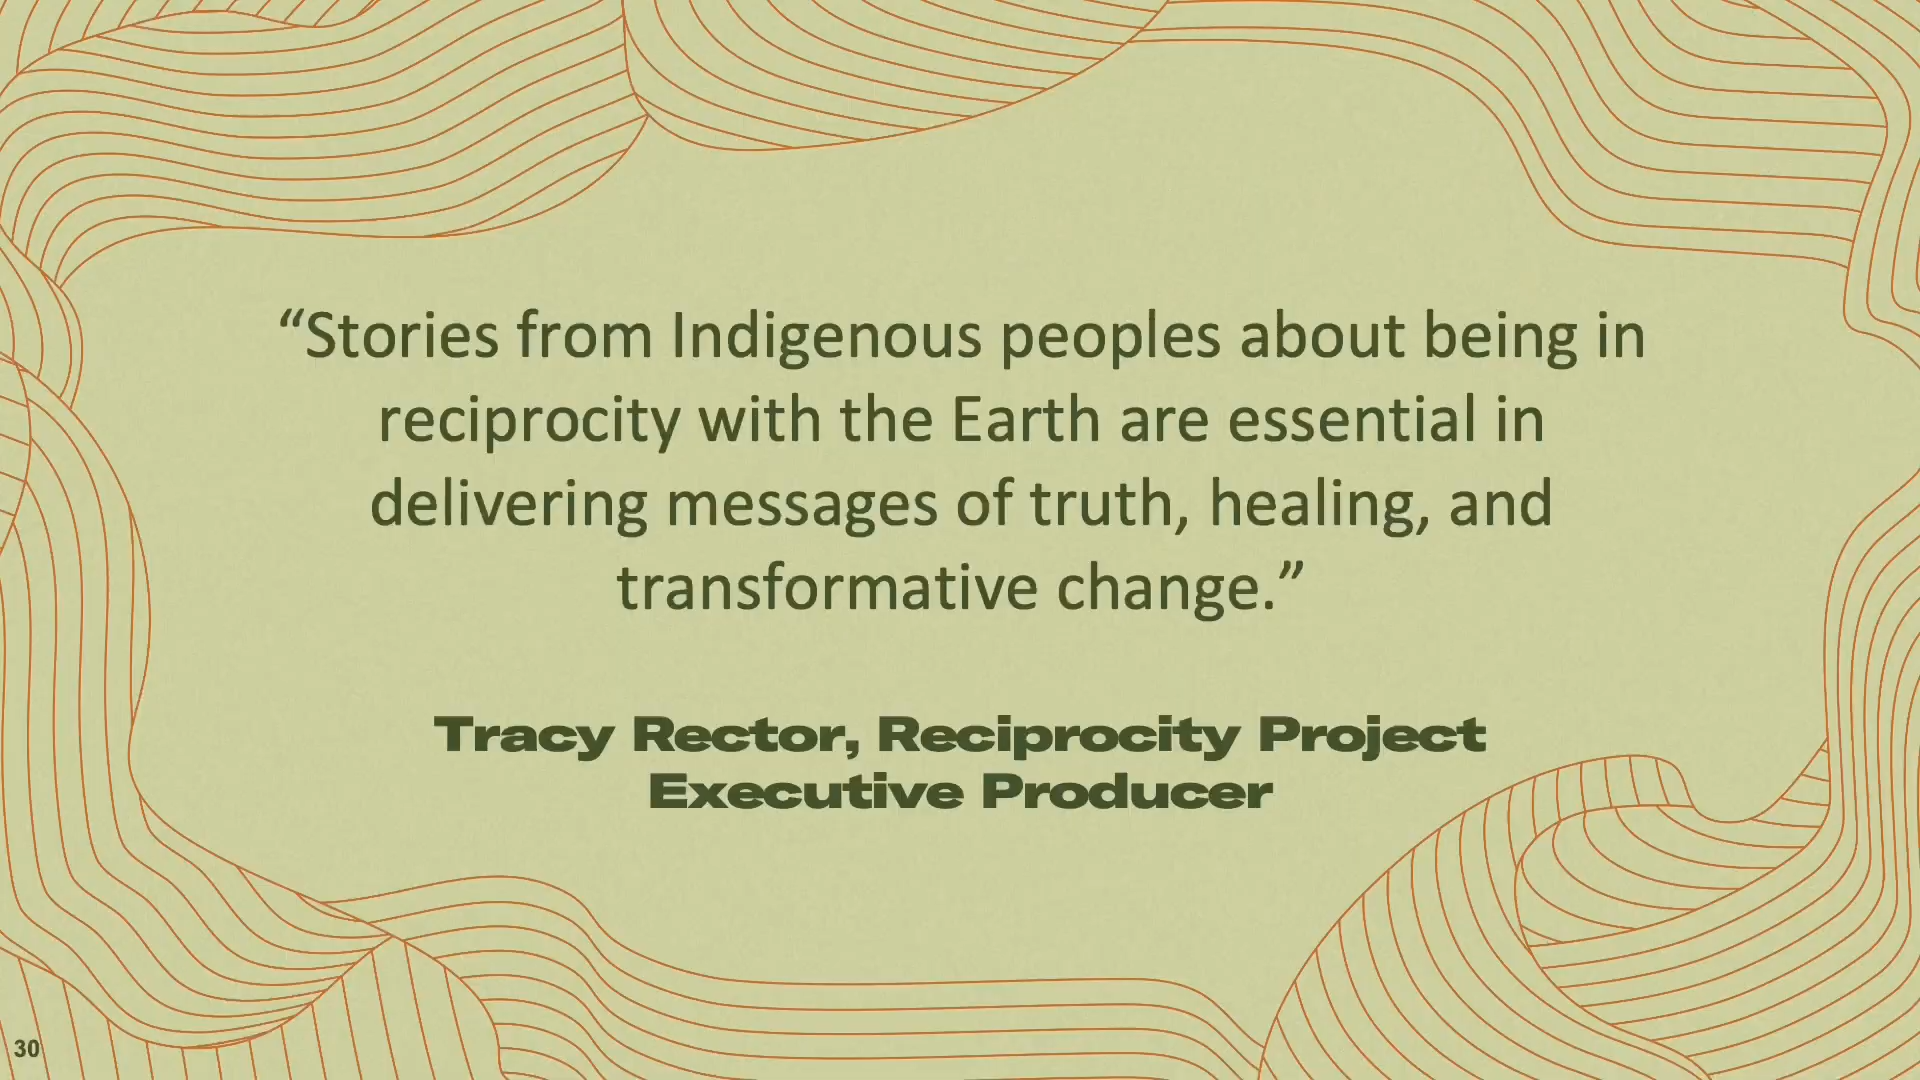 “Stories from Indigenous peoples about being in
reciprocity with the Earth are essential in
delivering messages of truth, healing, and
transformative change.”
Tracy Rector, Reciprocity Project
Executive Producer
30